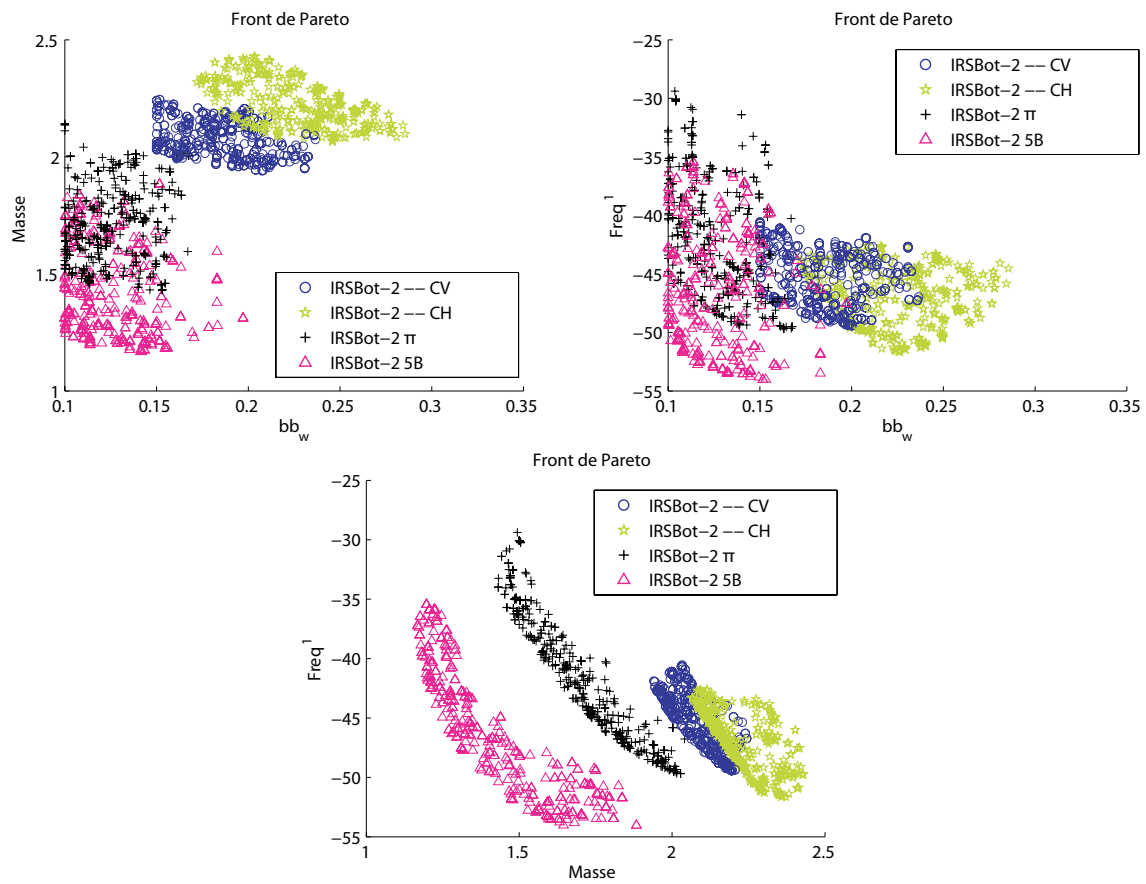 Front de Pareto
2.5
2
1.5
1
Masse
0.1
0.15
0.2
0.25
0.3
0.35
bb_w
IRSBot−2 −− CV
IRSBot−2 −− CH
IRSBot−2 π
IRSBot−2 5B
Front de Pareto
−25
−30
−35
−40
−45
−50
−55
Freq^1
0.1
0.15
0.2
0.25
0.3
0.35
bb_w
IRSBot−2 −− CV
IRSBot−2 −− CH
IRSBot−2 π
IRSBot−2 5B
Front de Pareto
−25
−30
−35
−40
−45
−50
−55
Freq^1
1
1.5
2
2.5
Masse
IRSBot−2 −− CV
IRSBot−2 −− CH
IRSBot−2 π
IRSBot−2 5B